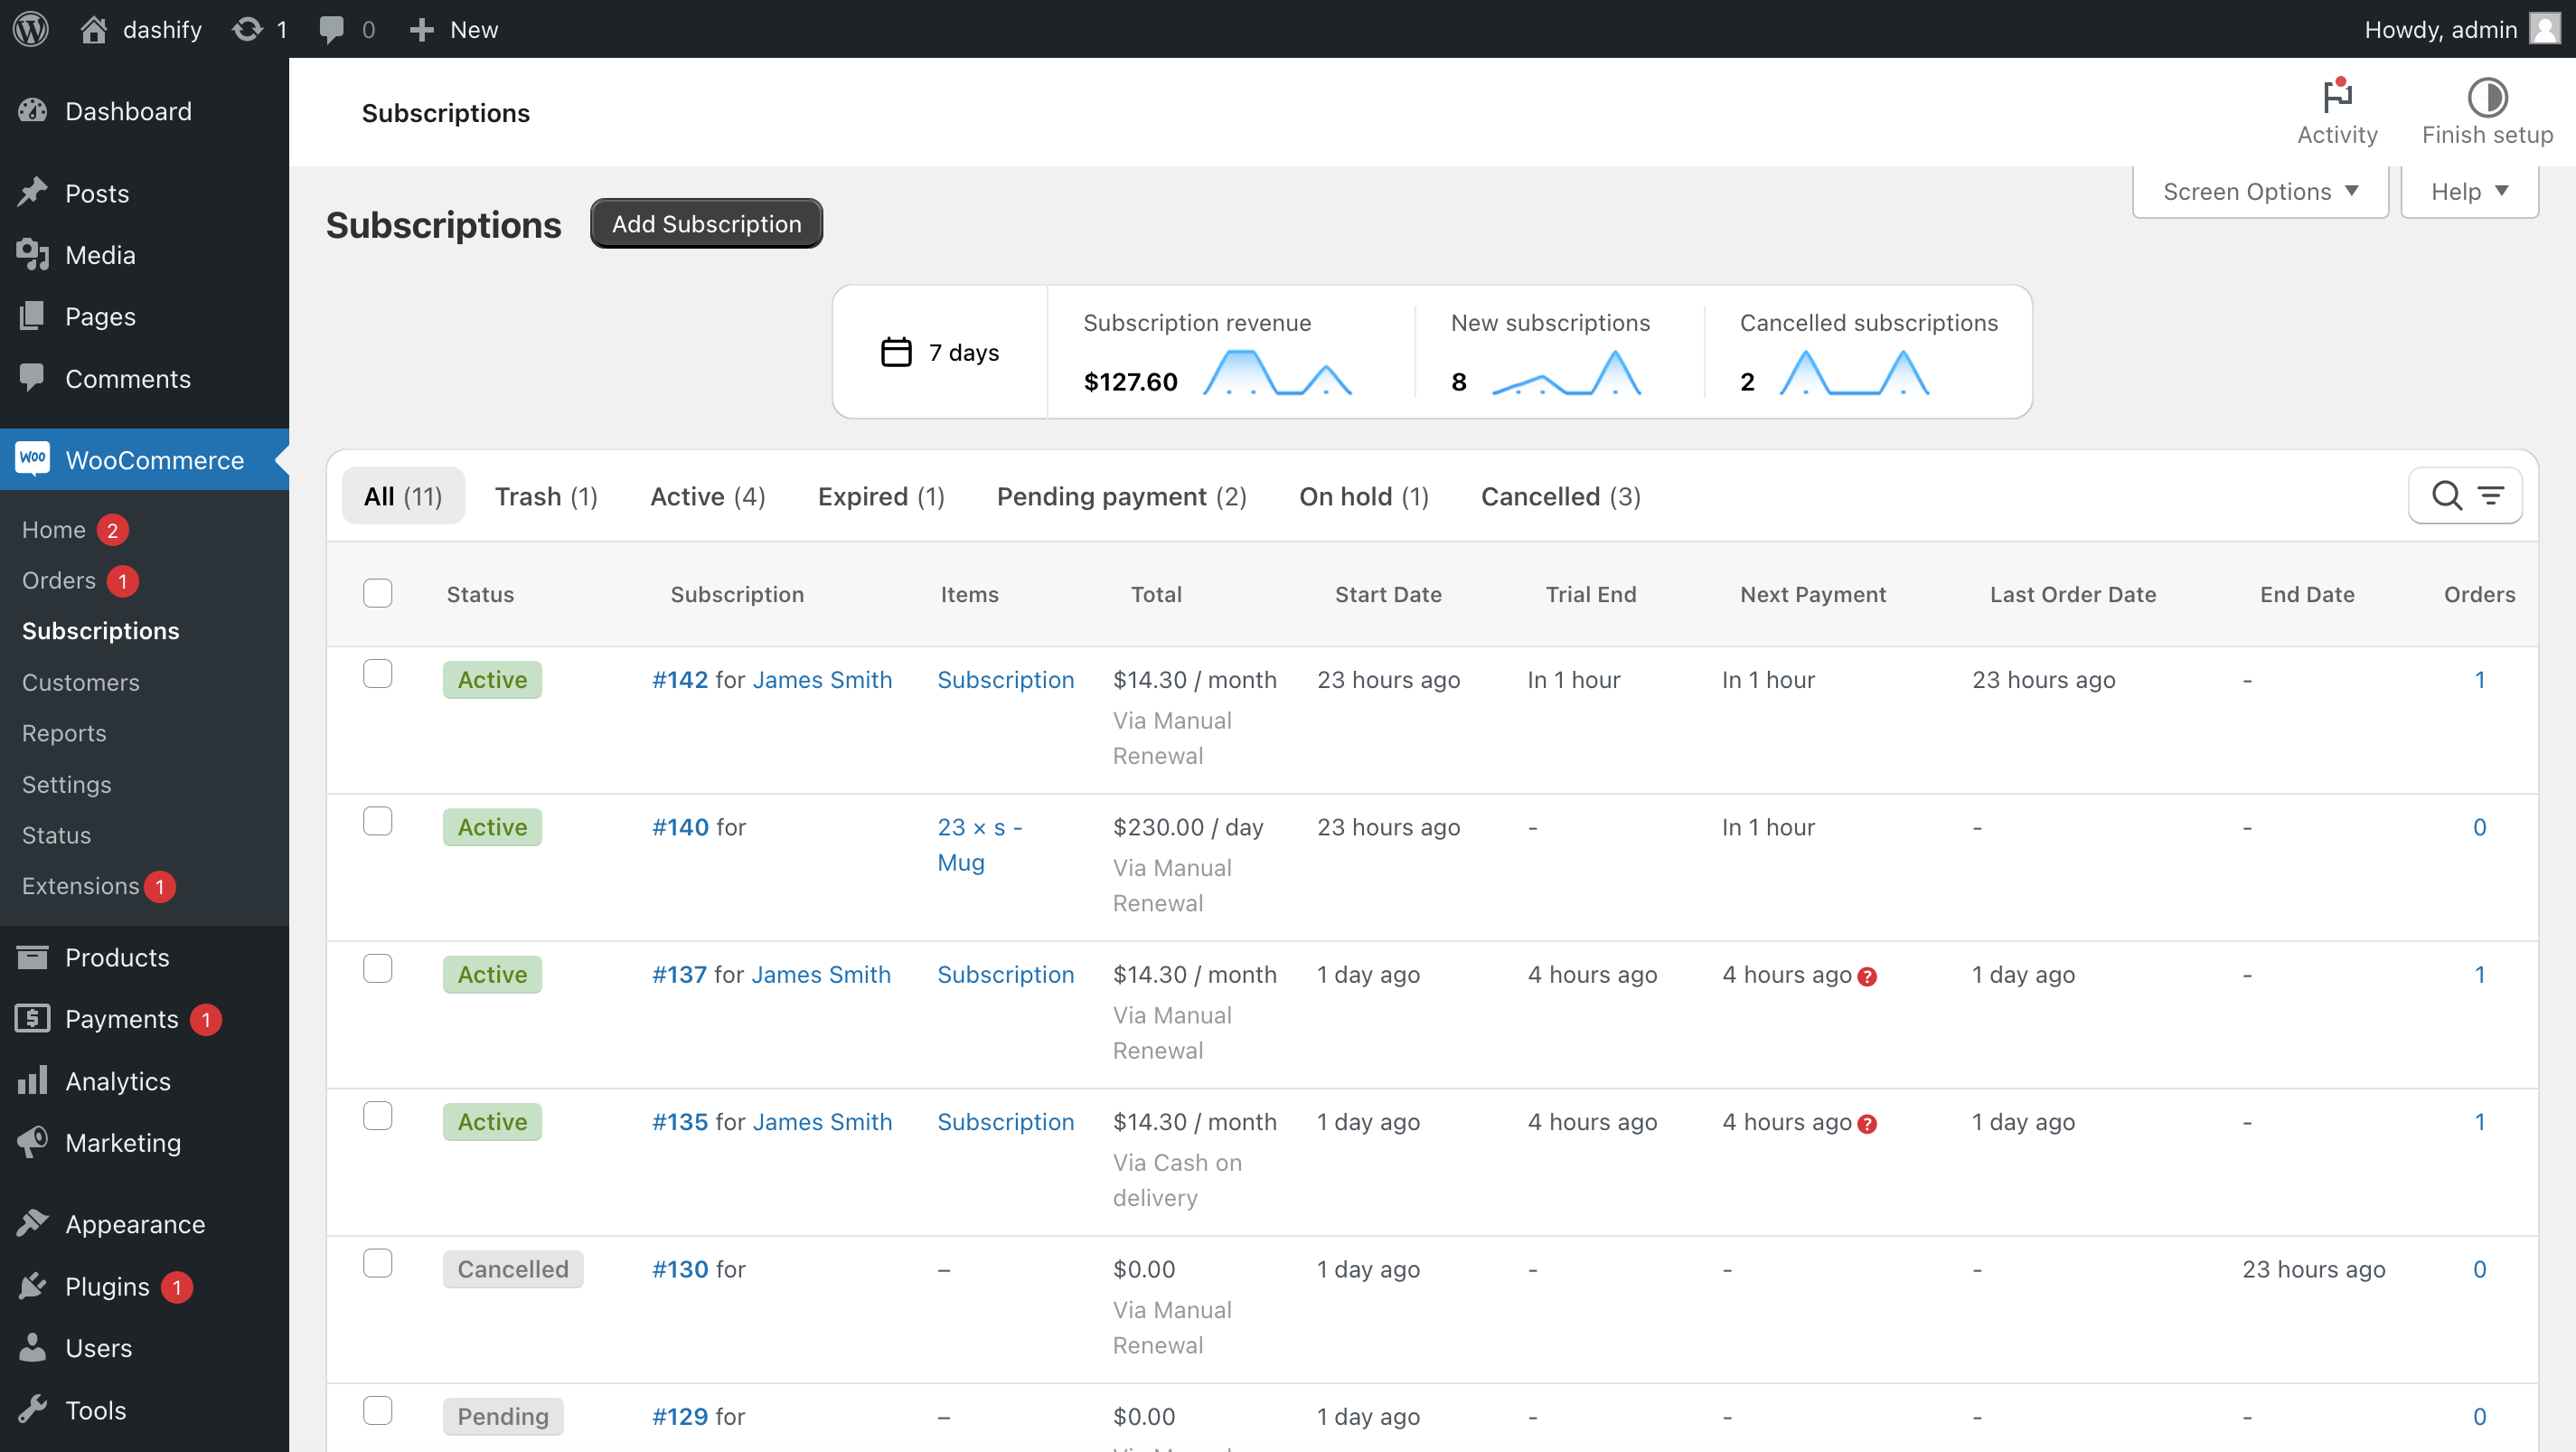 dashify 1 0 New Howdy, admin
Dashboard
Posts
Media
Pages
Comments
Woo WooCommerce
Home 2
Orders 1
Subscriptions
Customers
Reports
Settings
Status
Extensions 1
Products
Payments 1
Analytics
Marketing
Appearance
Plugins 1
Users
Tools
Subscriptions
Activity
Finish setup
Screen Options ▼ Help ▼
Subscriptions Add Subscription
7 days
Subscription revenue
$127.60
New subscriptions
8
Cancelled subscriptions
2
All (11) Trash (1) Active (4) Expired (1) Pending payment (2) On hold (1) Cancelled (3)
Status Subscription Items Total Start Date Trial End Next Payment Last Order Date End Date Orders
Active #142 for James Smith Subscription $14.30 / month 23 hours ago In 1 hour In 1 hour 23 hours ago - 1
Via Manual
Renewal
Active #140 for 23 × s - $230.00 / day 23 hours ago - In 1 hour - - 0
Mug
Via Manual
Renewal
Active #137 for James Smith Subscription $14.30 / month 1 day ago 4 hours ago 4 hours ago ? 1 day ago - 1
Via Manual
Renewal
Active #135 for James Smith Subscription $14.30 / month 1 day ago 4 hours ago 4 hours ago ? 1 day ago - 1
Via Cash on
delivery
Cancelled #130 for – $0.00 1 day ago - - - 23 hours ago 0
Via Manual
Renewal
Pending #129 for – $0.00 1 day ago - - - - 0